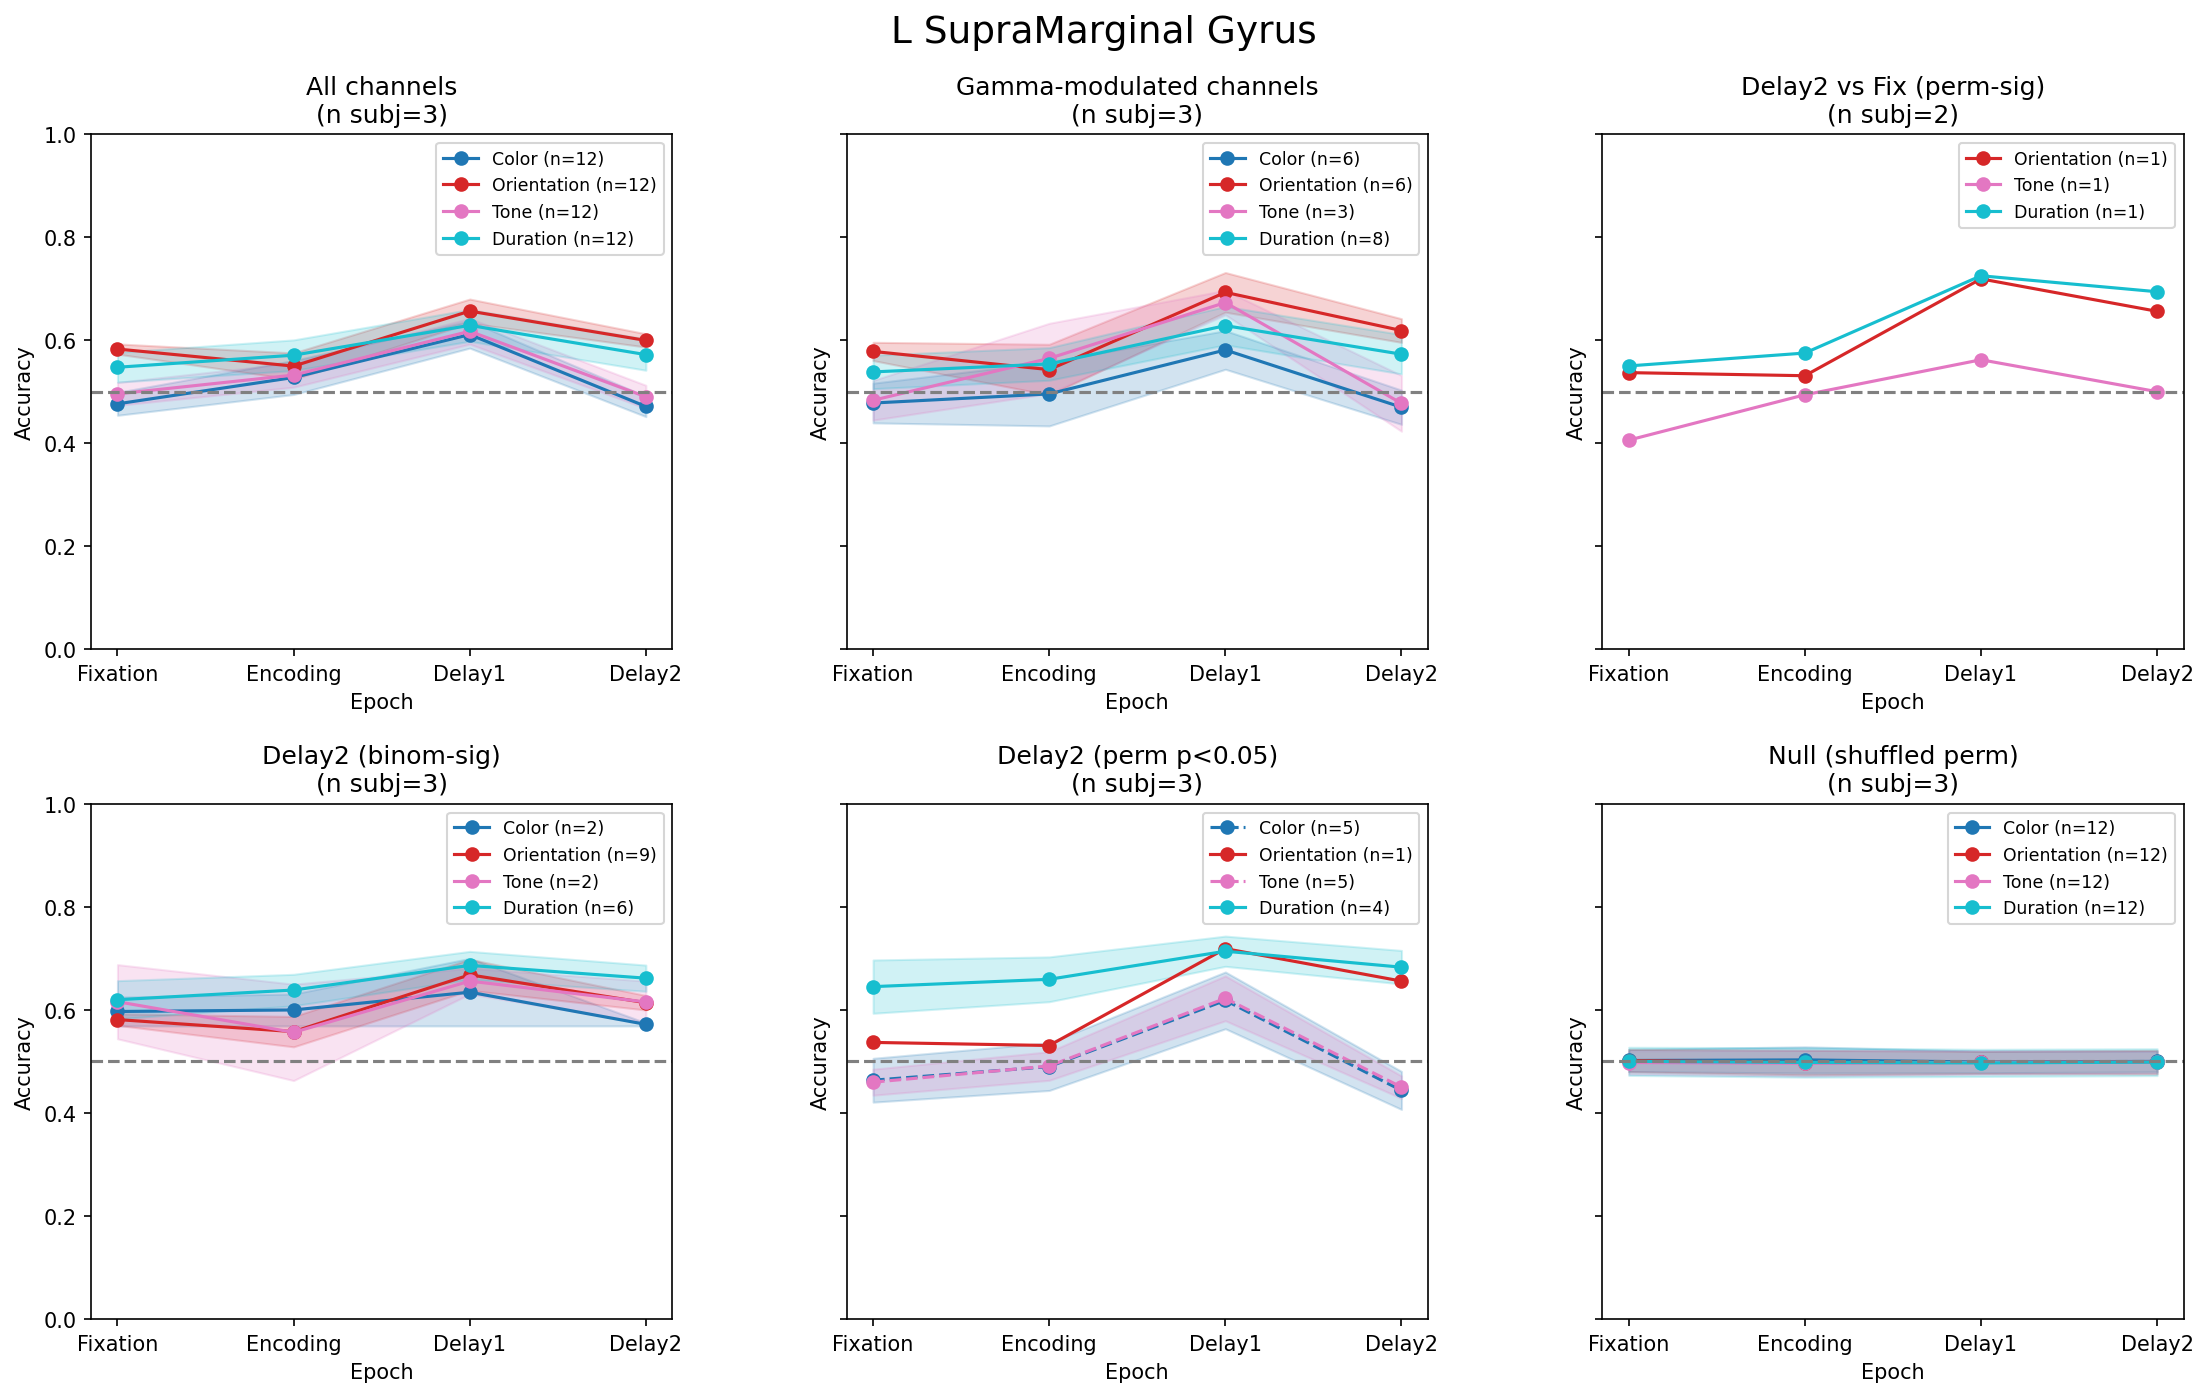 L SupraMarginal Gyrus
All channels
(n subj=3)
1.0
0.8
0.6
0.4
0.2
0.0
Accuracy
Color (n=12)
Orientation (n=12)
Tone (n=12)
Duration (n=12)
Fixation Encoding Delay1 Delay2
Epoch
Gamma-modulated channels
(n subj=3)
Accuracy
Color (n=6)
Orientation (n=6)
Tone (n=3)
Duration (n=8)
Fixation Encoding Delay1 Delay2
Epoch
Delay2 vs Fix (perm-sig)
(n subj=2)
Accuracy
Orientation (n=1)
Tone (n=1)
Duration (n=1)
Fixation Encoding Delay1 Delay2
Epoch
Delay2 (binom-sig)
(n subj=3)
1.0
0.8
0.6
0.4
0.2
0.0
Accuracy
Color (n=2)
Orientation (n=9)
Tone (n=2)
Duration (n=6)
Fixation Encoding Delay1 Delay2
Epoch
Delay2 (perm p<0.05)
(n subj=3)
Accuracy
Color (n=5)
Orientation (n=1)
Tone (n=5)
Duration (n=4)
Fixation Encoding Delay1 Delay2
Epoch
Null (shuffled perm)
(n subj=3)
Accuracy
Color (n=12)
Orientation (n=12)
Tone (n=12)
Duration (n=12)
Fixation Encoding Delay1 Delay2
Epoch